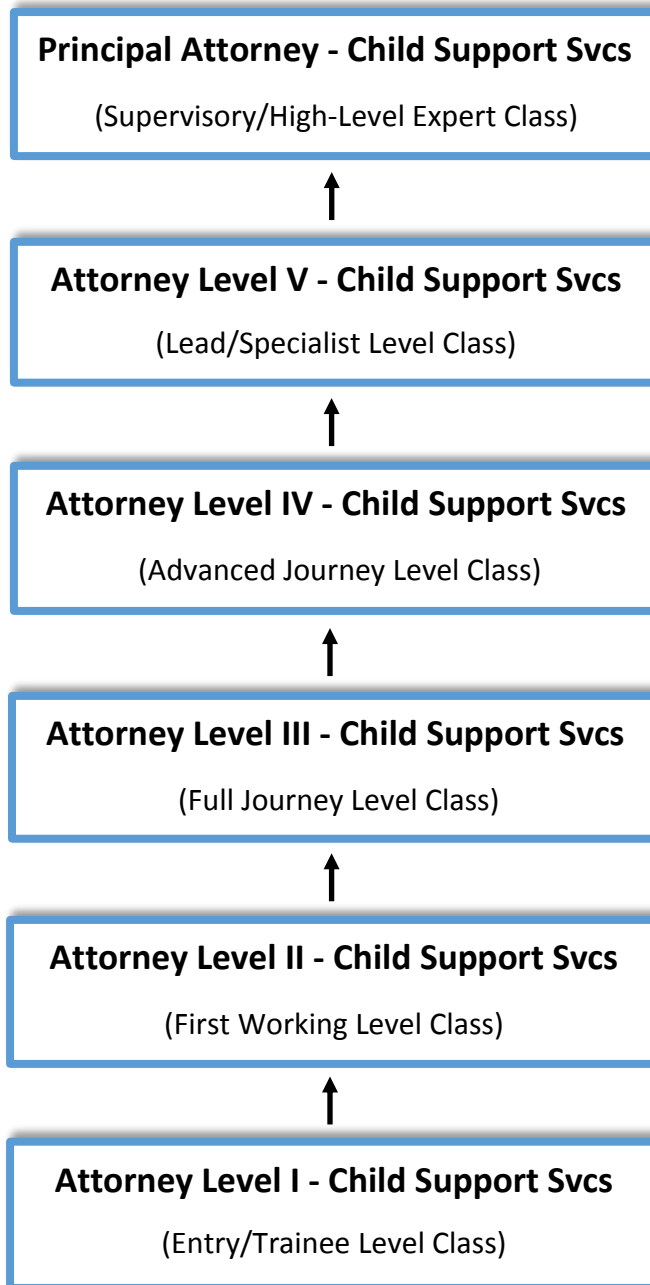 Principal Attorney - Child Support Svcs
(Supervisory/High-Level Expert Class)
Attorney Level V - Child Support Svcs
(Lead/Specialist Level Class)
Attorney Level IV - Child Support Svcs
(Advanced Journey Level Class)
Attorney Level III - Child Support Svcs
(Full Journey Level Class)
Attorney Level II - Child Support Svcs
(First Working Level Class)
Attorney Level I - Child Support Svcs
(Entry/Trainee Level Class)